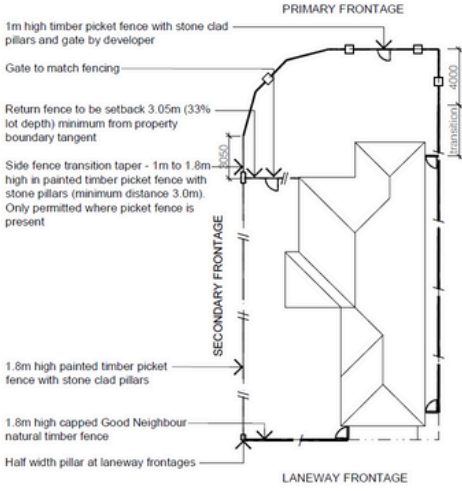 PRIMARY FRONTAGE
1m high timber picket fence with stone clad
pillars and gate by developer
Gate to match fencing
Return fence to be setback 3.05m (33%
lot depth) minimum from property
boundary tangent
Side fence transition taper - 1m to 1.8m
high in painted timber picket fence with
stone pillars (minimum distance 3.0m).
Only permitted where picket fence is
present
4000
(transition)
3050
SECONDARY FRONTAGE
1.8m high painted timber picket
fence with stone clad pillars
1.8m high capped Good Neighbour
natural timber fence
Half width pillar at laneway frontages
LANEWAY FRONTAGE